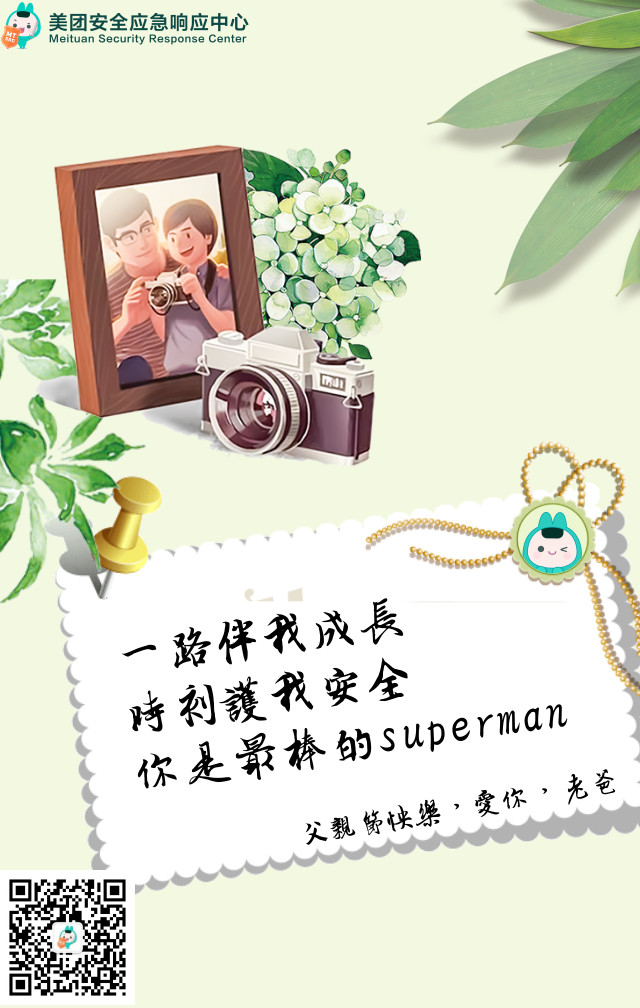 美团安全应急响应中心
Meituan Security Response Center
MT
SRC
一路伴我成長
時刻護我安全
你是最棒的superman
父親節快樂，愛你，老爸